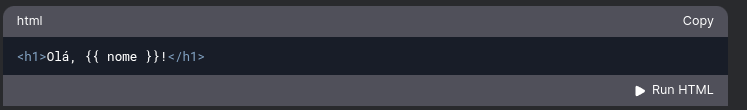 html
Copy
<h1>Olá, {{ nome }}!</h1>
Run HTML